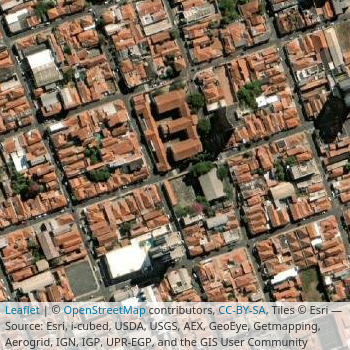 Leaflet | © OpenStreetMap contributors, CC-BY-SA, Tiles © Esri —
Source: Esri, i-cubed, USDA, USGS, AEX, GeoEye, Getmapping,
Aerogrid, IGN, IGP, UPR-EGP, and the GIS User Community